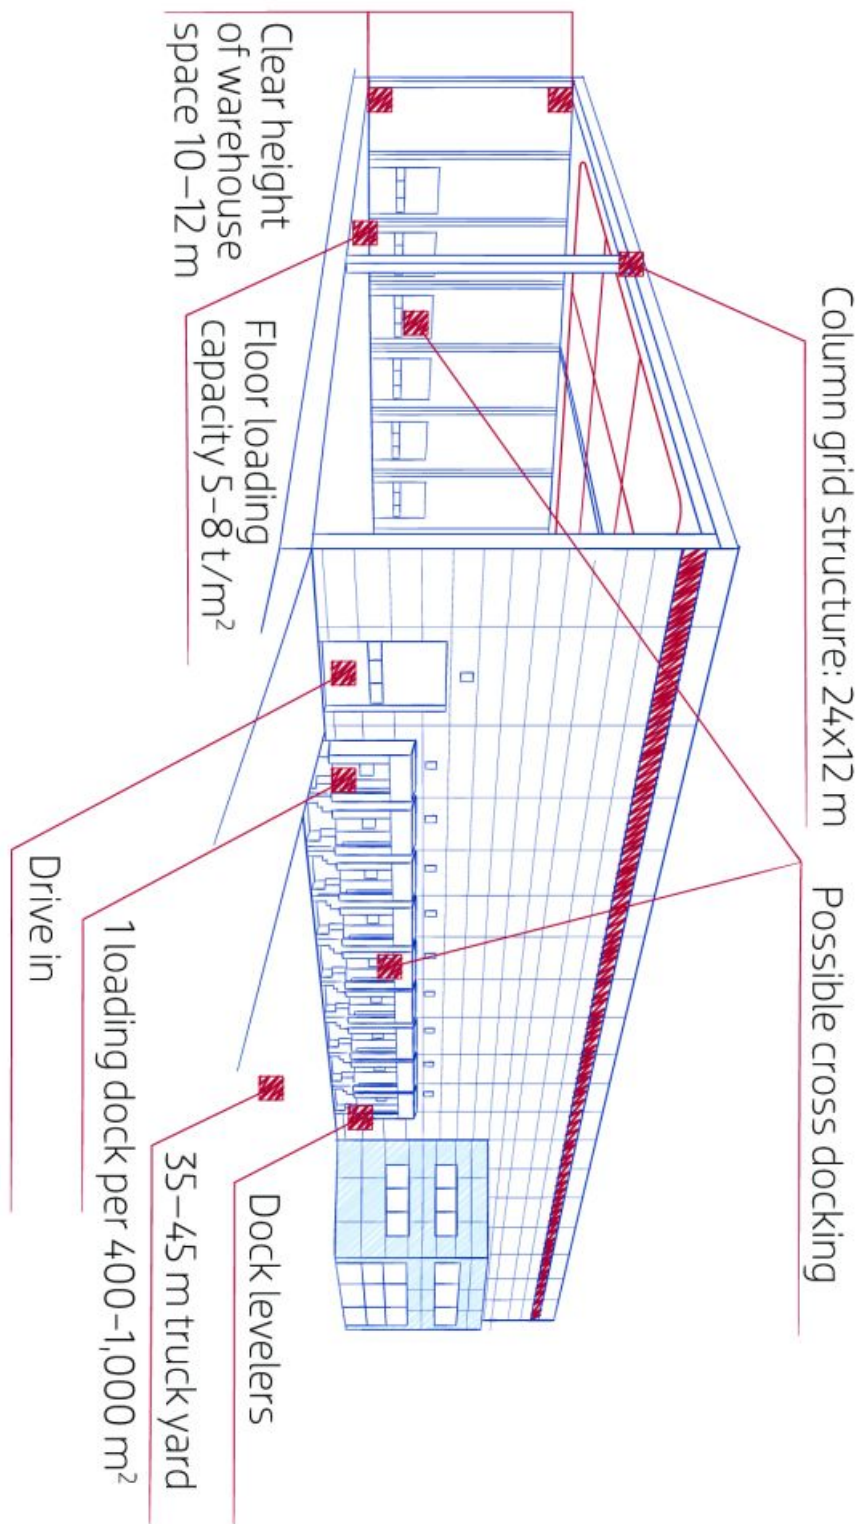 Column grid structure: 24x12 m
Possible cross docking
Clear height
of warehouse
space 10–12 m
Floor loading
capacity 5–8 t/m²
Drive in
1 loading dock per 400–1,000 m²
35–45 m truck yard
Dock levelers